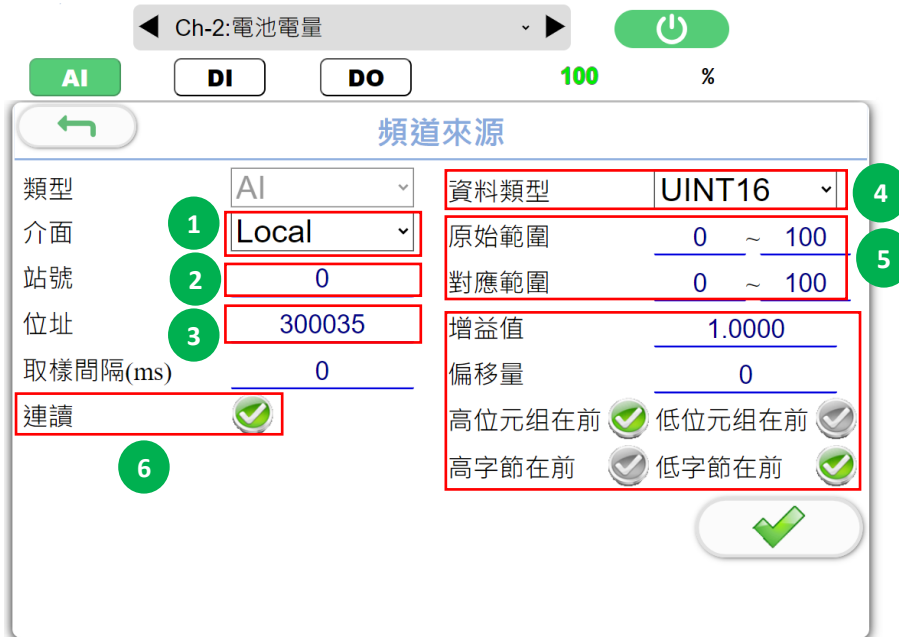 Ch-2:電池電量
AI DI DO 100 %
頻道來源
類型 AI
介面 1 Local
站號 2 0
位址 3 300035
取樣間隔(ms) 0
連讀
6
資料類型 UINT16 4
原始範圍 0 ~ 100
5
對應範圍 0 ~ 100
增益值 1.0000
偏移量 0
高位元组在前 低位元组在前
高字節在前 低字節在前